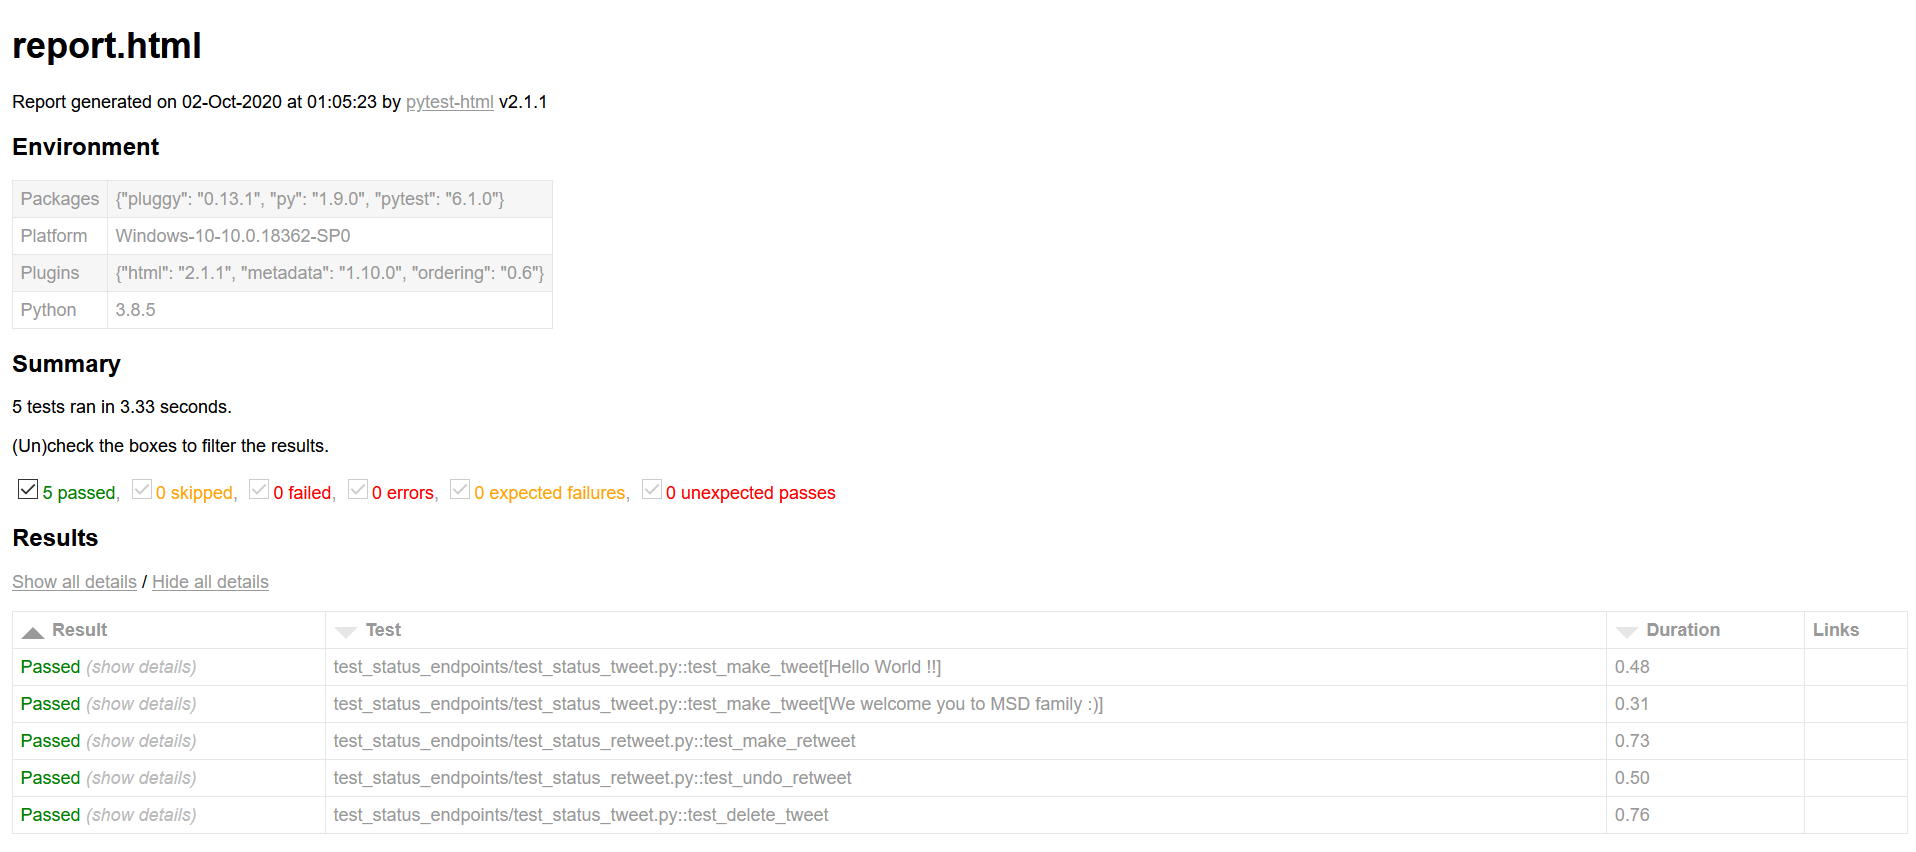 report.html
Report generated on 02-Oct-2020 at 01:05:23 by pytest-html v2.1.1
Environment
Packages {"pluggy": "0.13.1", "py": "1.9.0", "pytest": "6.1.0"}
Platform Windows-10-10.0.18362-SP0
Plugins {"html": "2.1.1", "metadata": "1.10.0", "ordering": "0.6"}
Python 3.8.5
Summary
5 tests ran in 3.33 seconds.
(Un)check the boxes to filter the results.
5 passed, 0 skipped, 0 failed, 0 errors, 0 expected failures, 0 unexpected passes
Results
Show all details / Hide all details
Result Test Duration Links
Passed (show details) test_status_endpoints/test_status_tweet.py::test_make_tweet[Hello World !!] 0.48
Passed (show details) test_status_endpoints/test_status_tweet.py::test_make_tweet[We welcome you to MSD family :)] 0.31
Passed (show details) test_status_endpoints/test_status_retweet.py::test_make_retweet 0.73
Passed (show details) test_status_endpoints/test_status_retweet.py::test_undo_retweet 0.50
Passed (show details) test_status_endpoints/test_status_tweet.py::test_delete_tweet 0.76